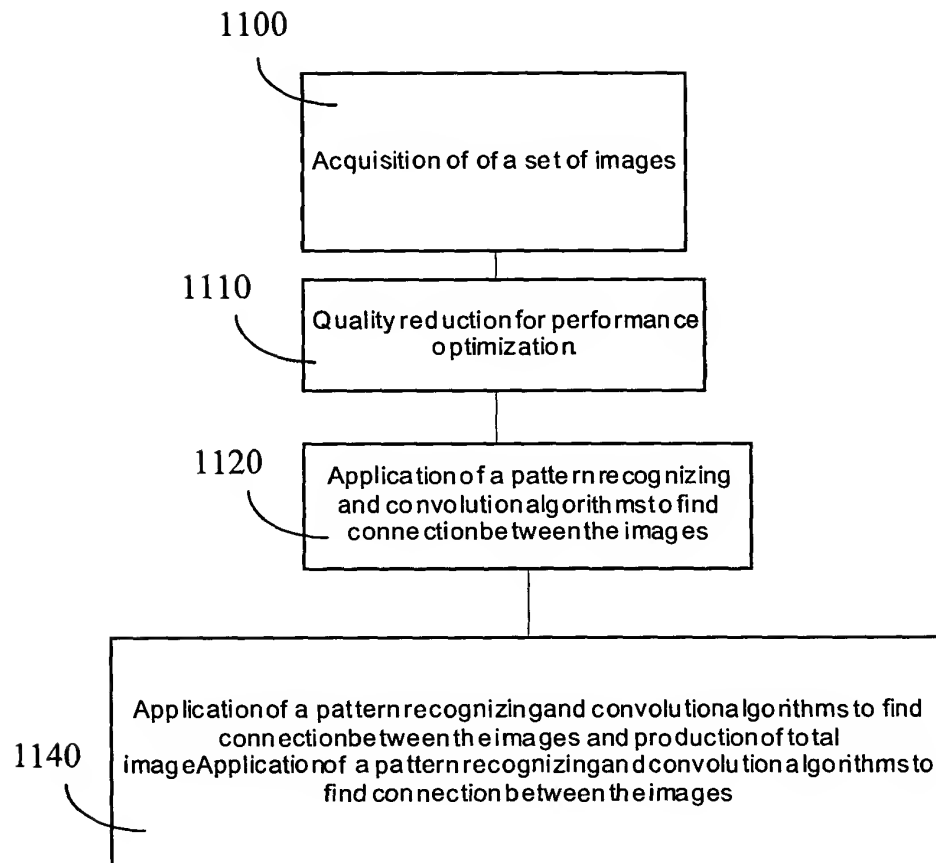 1100
Acquisition of of a set of images
1110
Quality reduction for performance
optimization.
1120
Application of a pattern recognizing
and convolution algorithms to find
connection between the images
1140
Application of a pattern recognizing and convolution algorithms to find
connection between the images and production of total
imageApplication of a pattern recognizing and convolution algorithms to
find connection between the images